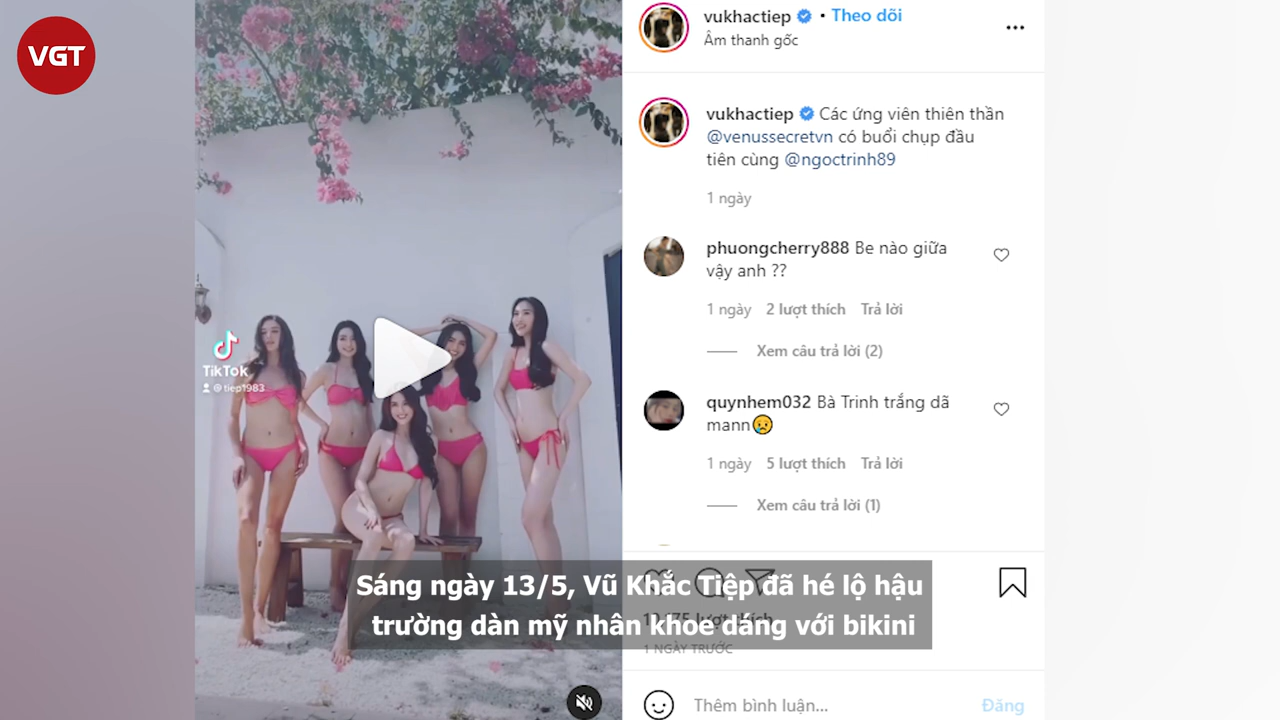 VGT
TikTok
@tiep1983
vukhactiep • Theo dõi
Âm thanh gốc
vukhactiep Các ứng viên thiên thần
@venussecretvn có buổi chụp đầu
tiên cùng @ngoctrinh89
1 ngày
phuongcherry888 Be nào giữa
vậy anh ??
1 ngày 2 lượt thích Trả lời
Xem câu trả lời (2)
quynhem032 Bà Trinh trắng dã
mann😢
1 ngày 5 lượt thích Trả lời
Xem câu trả lời (1)
Sáng ngày 13/5, Vũ Khắc Tiệp đã hé lộ hậu
trường dàn mỹ nhân khoe dáng với bikini
lượt thích
1 NGÀY TRƯỚC
Thêm bình luận...
Đăng